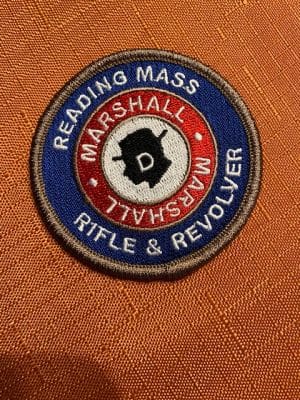 READING MASS
MARSHALL
D
MARSHALL
RIFLE & REVOLVER